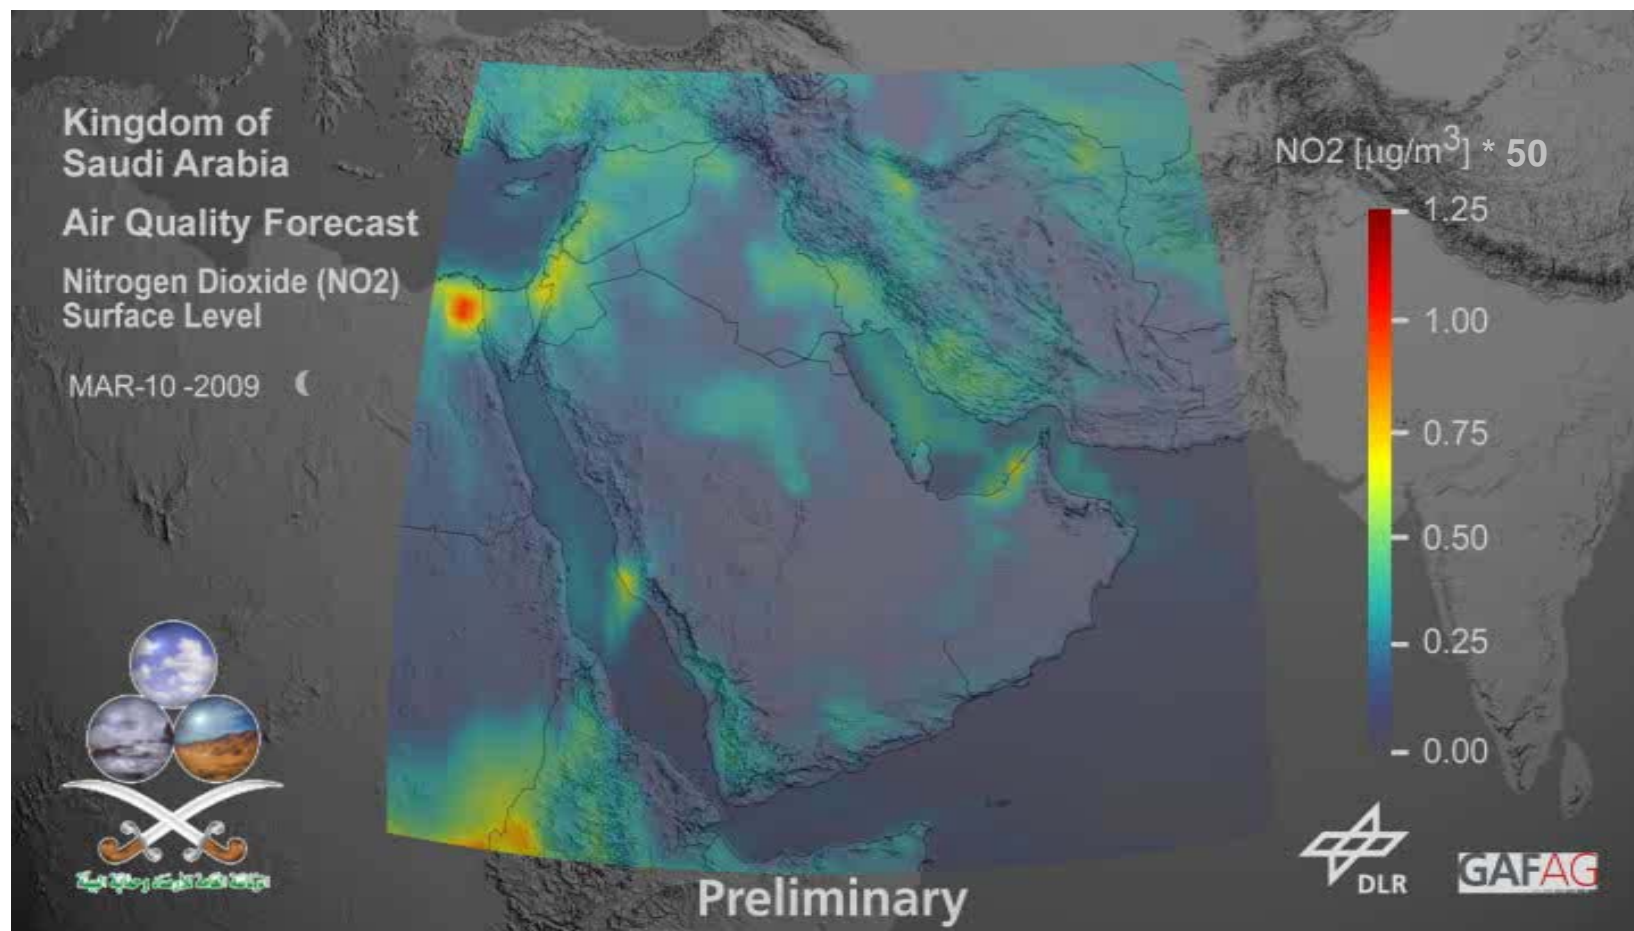 Kingdom of
Saudi Arabia
Air Quality Forecast
Nitrogen Dioxide (NO2)
Surface Level
MAR-10 -2009
NO2 [µg/m³] * 50
1.25
1.00
0.75
0.50
0.25
0.00
Preliminary
DLR
GAFAG